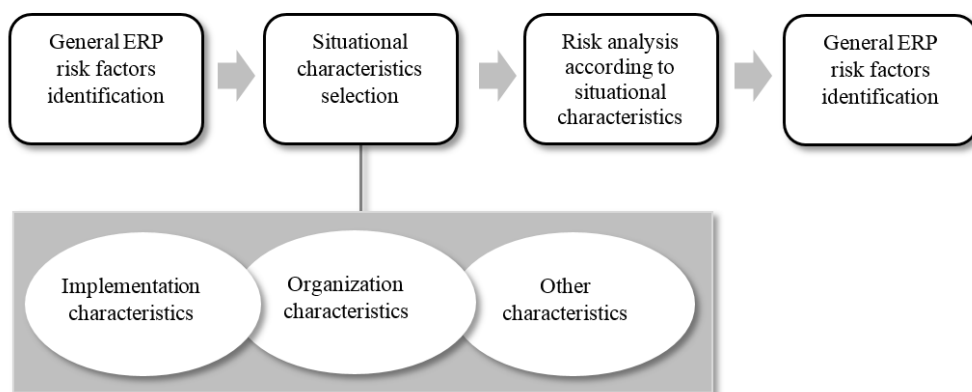 General ERP
risk factors
identification
Situational
characteristics
selection
Risk analysis
according to
situational
characteristics
General ERP
risk factors
identification
Implementation
characteristics
Organization
characteristics
Other
characteristics